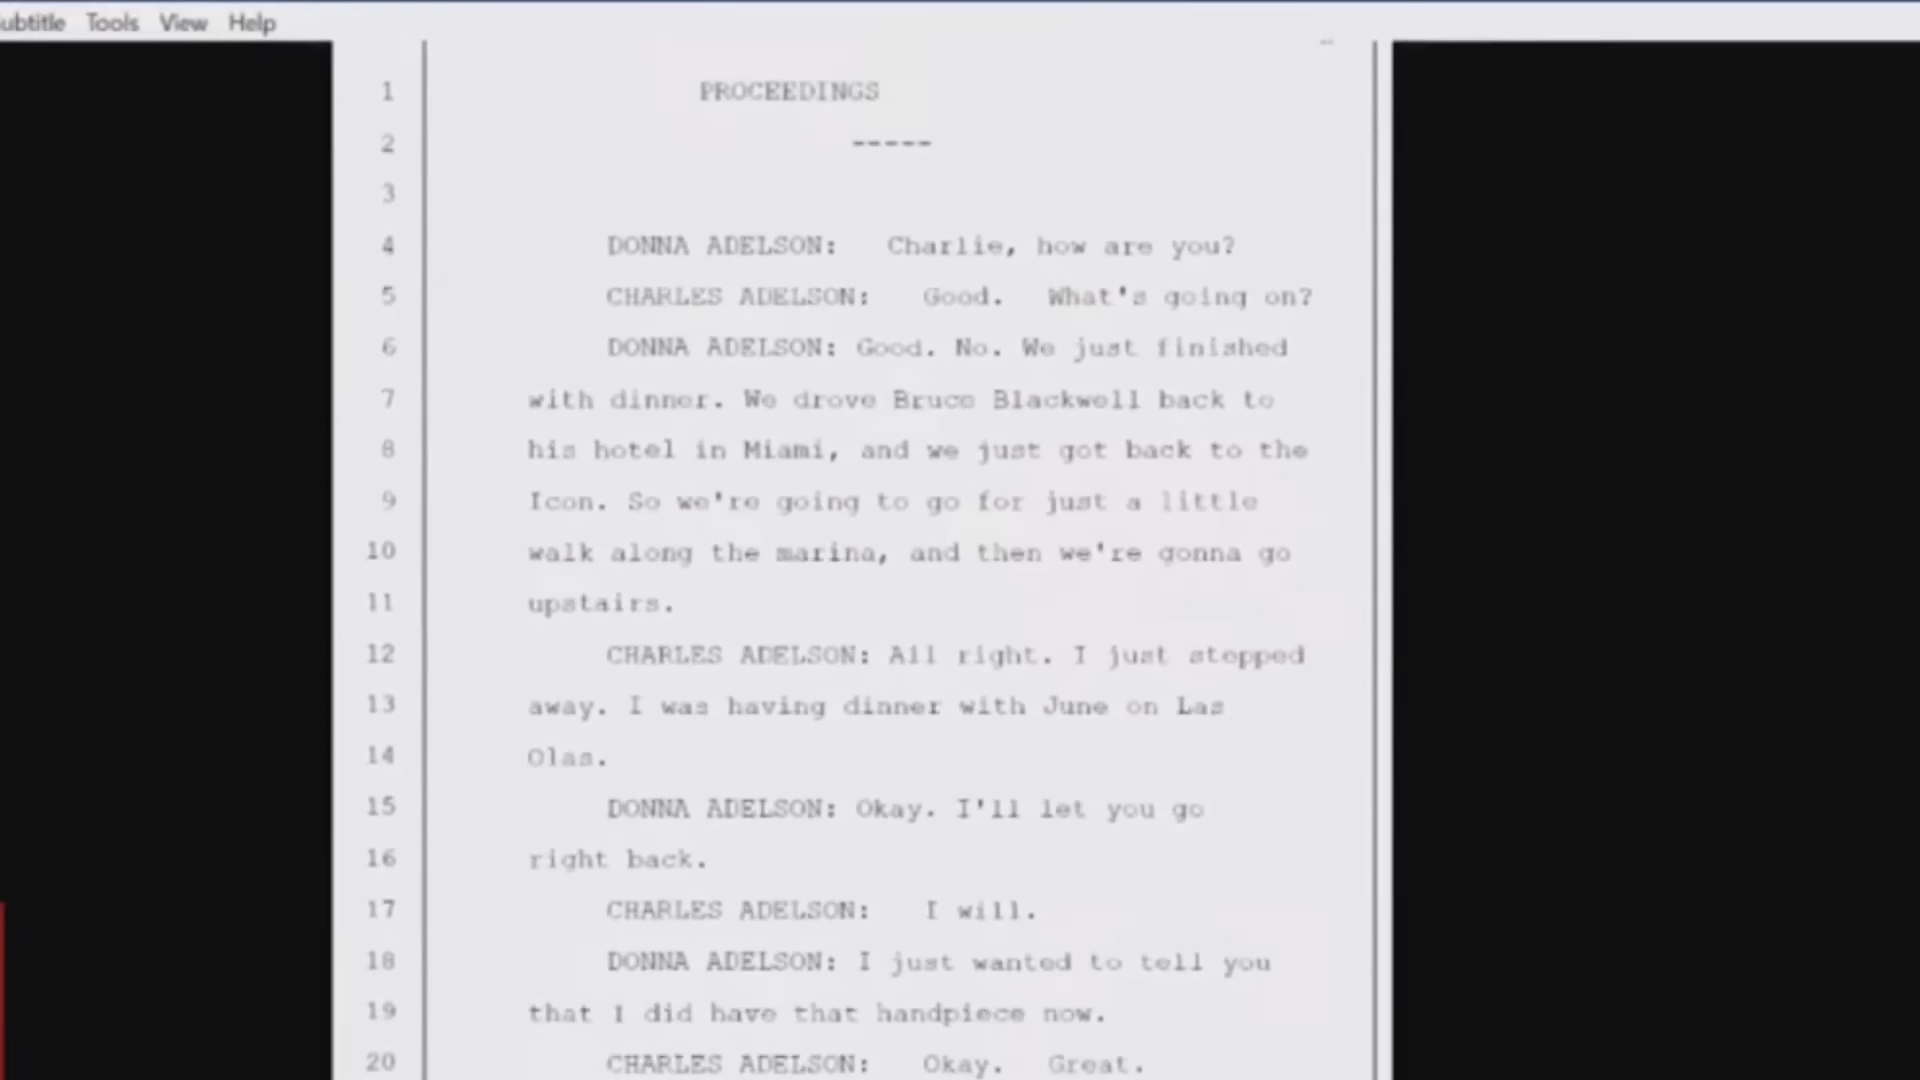 ubtitle Tools View Help
1 PROCEEDINGS
2 -----
3
4 DONNA ADELSON: Charlie, how are you?
5 CHARLES ADELSON: Good. What's going on?
6 DONNA ADELSON: Good. No. We just finished
7 with dinner. We drove Bruce Blackwell back to
8 his hotel in Miami, and we just got back to the
9 Icon. So we're going to go for just a little
10 walk along the marina, and then we're gonna go
11 upstairs.
12 CHARLES ADELSON: All right. I just stepped
13 away. I was having dinner with June on Las
14 Olas.
15 DONNA ADELSON: Okay. I'll let you go
16 right back.
17 CHARLES ADELSON: I will.
18 DONNA ADELSON: I just wanted to tell you
19 that I did have that handpiece now.
20 CHARLES ADELSON: Okay. Great.